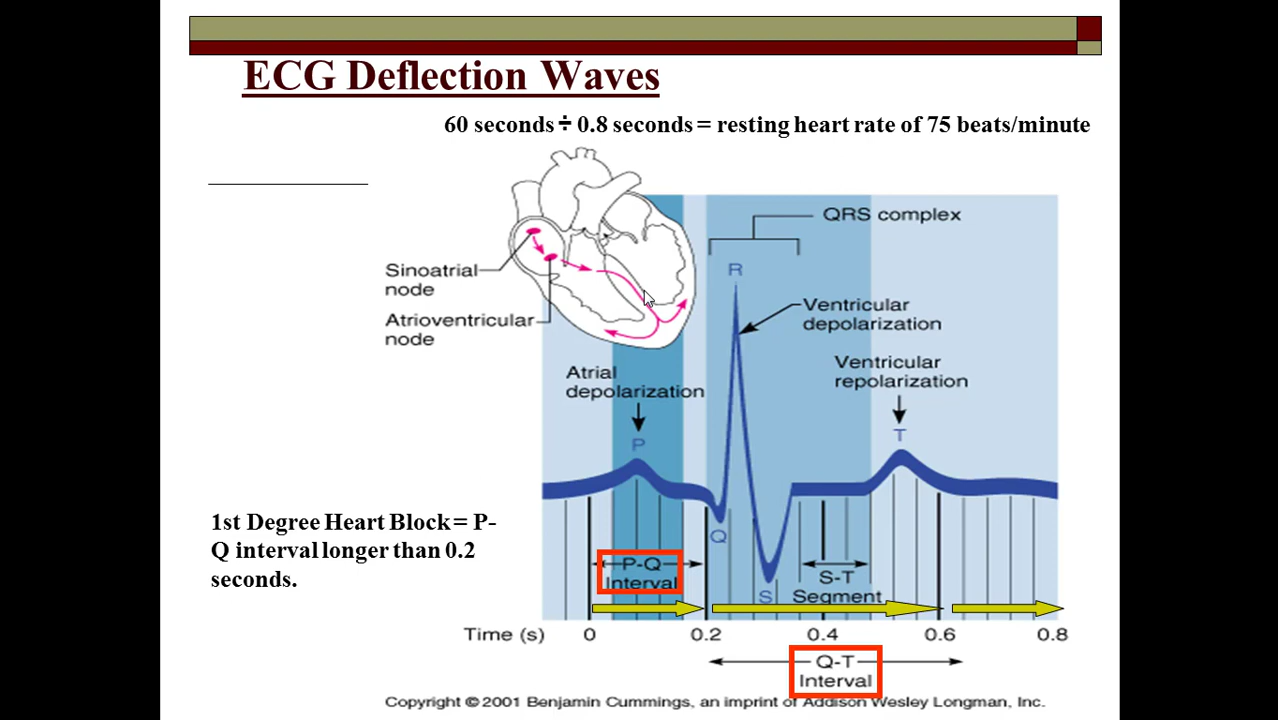 ECG Deflection Waves
60 seconds ÷ 0.8 seconds = resting heart rate of 75 beats/minute
QRS complex
R
Sinoatrial
node
Atrioventricular
node
Ventricular
depolarization
Ventricular
repolarization
Atrial
depolarization
P
T
1st Degree Heart Block = P-
Q interval longer than 0.2
seconds.
Q
P-Q
Interval
S-T
Segment
S
Time (s) 0 0.2 0.4 0.6 0.8
Q-T
Interval
Copyright © 2001 Benjamin Cummings, an imprint of Addison Wesley Longman, Inc.